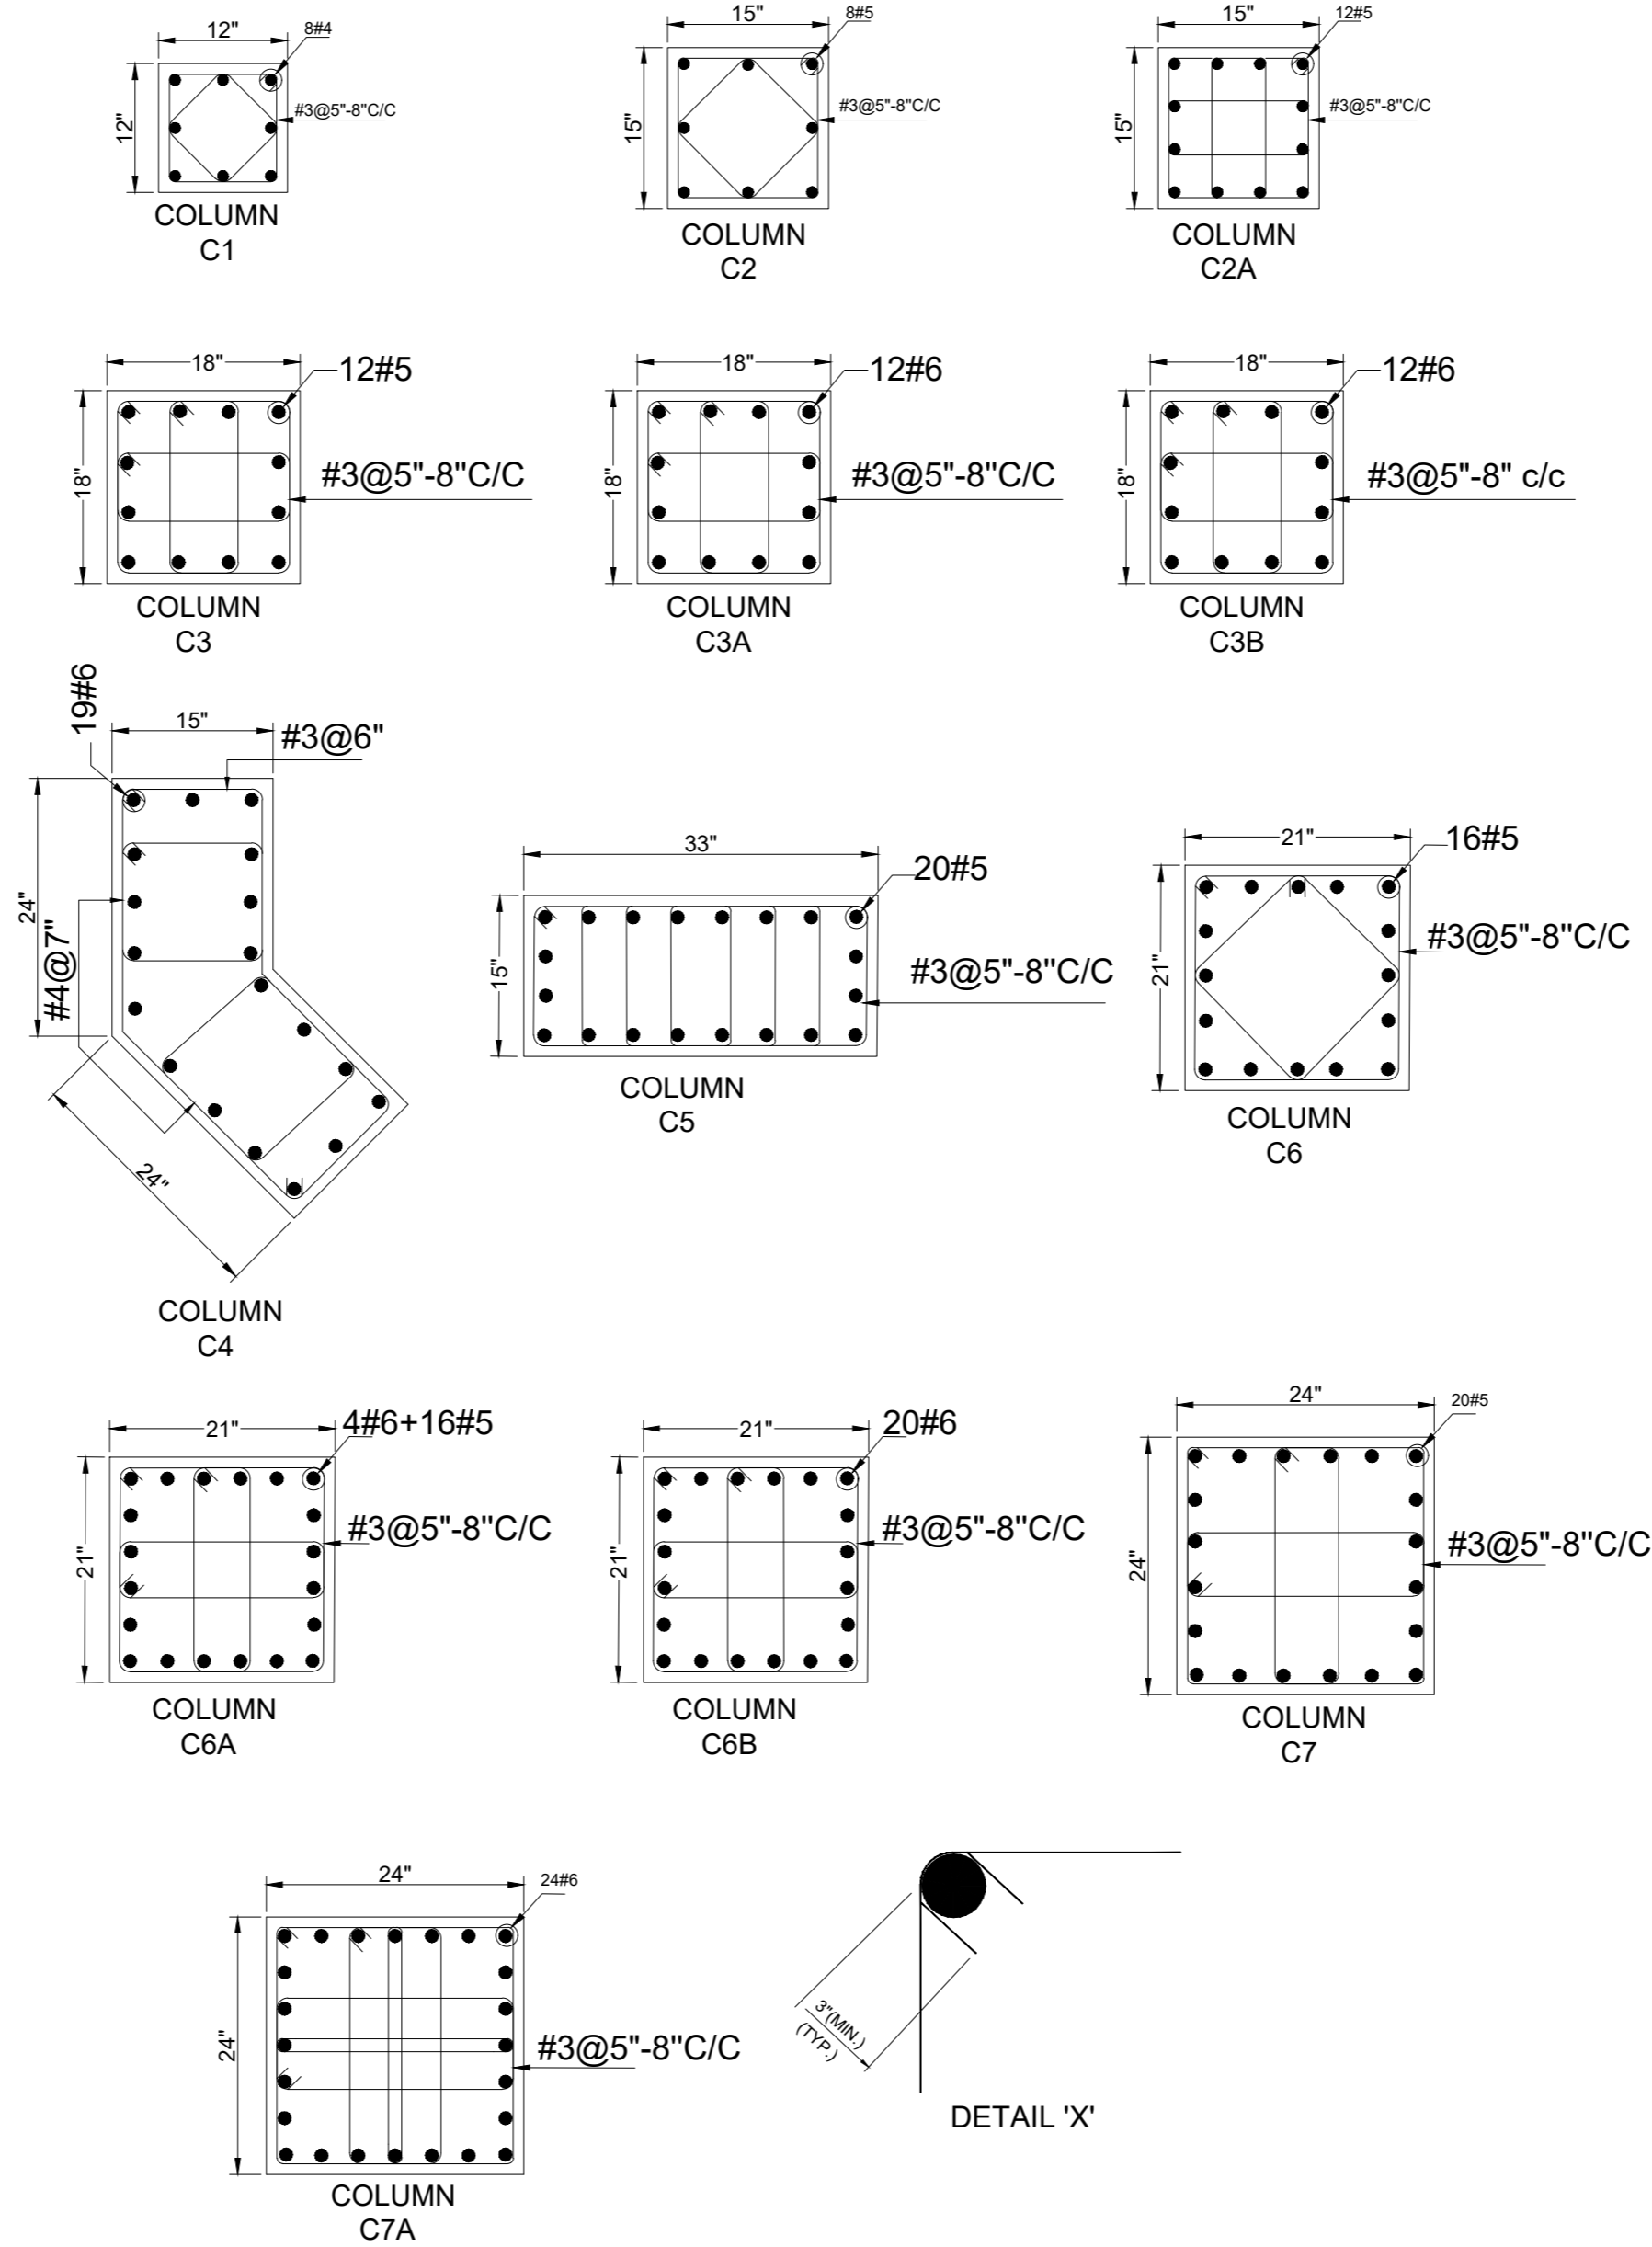 12"
8#4
12"
#3@5"-8"C/C
COLUMN
C1
15"
8#5
15"
#3@5"-8"C/C
COLUMN
C2
15"
12#5
15"
#3@5"-8"C/C
COLUMN
C2A
18"
12#5
18"
#3@5"-8"C/C
COLUMN
C3
18"
12#6
18"
#3@5"-8"C/C
COLUMN
C3A
18"
12#6
18"
#3@5"-8" c/c
COLUMN
C3B
19#6
15"
#3@6"
24"
#4@7"
24"
COLUMN
C4
33"
20#5
15"
#3@5"-8"C/C
COLUMN
C5
21"
16#5
21"
#3@5"-8"C/C
COLUMN
C6
21"
4#6+16#5
21"
#3@5"-8"C/C
COLUMN
C6A
21"
20#6
21"
#3@5"-8"C/C
COLUMN
C6B
24"
20#5
24"
#3@5"-8"C/C
COLUMN
C7
24"
24#6
24"
#3@5"-8"C/C
COLUMN
C7A
3"(MIN.)
(TYP.)
DETAIL 'X'